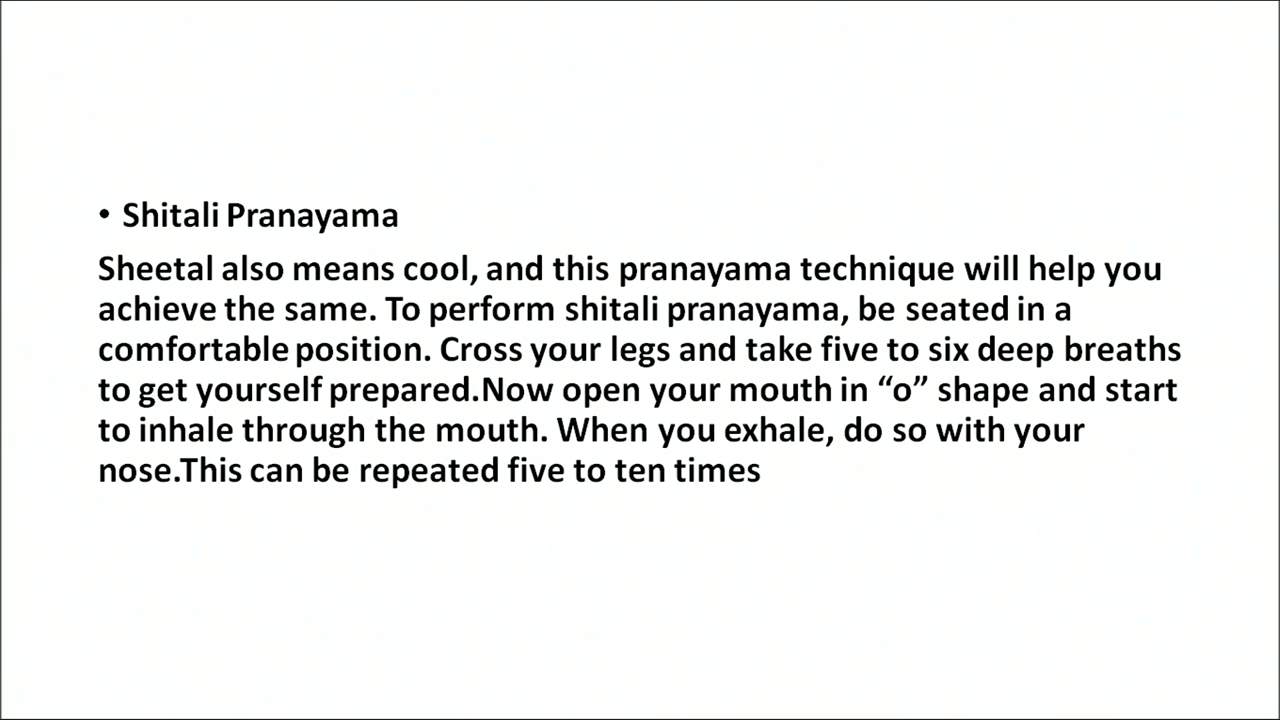 • Shitali Pranayama
Sheetal also means cool, and this pranayama technique will help you
achieve the same. To perform shitali pranayama, be seated in a
comfortable position. Cross your legs and take five to six deep breaths
to get yourself prepared.Now open your mouth in “o” shape and start
to inhale through the mouth. When you exhale, do so with your
nose.This can be repeated five to ten times